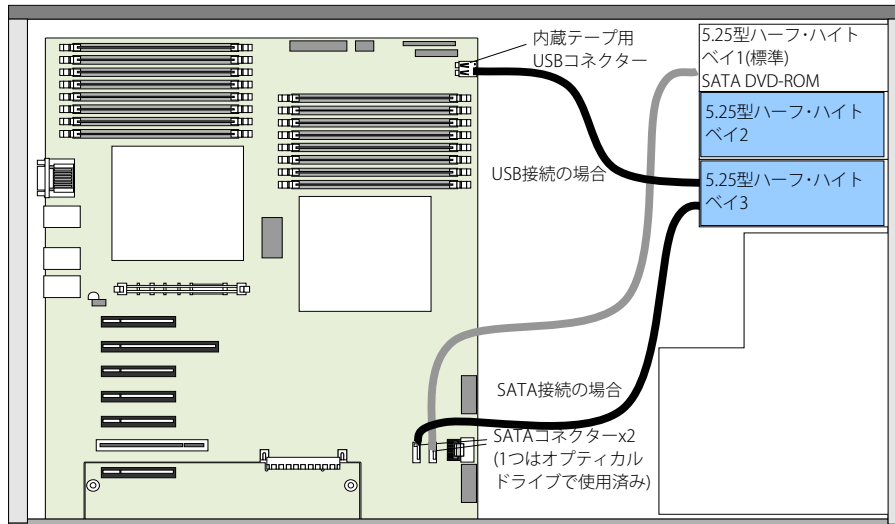 内蔵テープ用
USBコネクター
5.25型ハーフ・ハイト
ベイ1(標準)
SATA DVD-ROM
5.25型ハーフ・ハイト
ベイ2
USB接続の場合
5.25型ハーフ・ハイト
ベイ3
SATA接続の場合
SATAコネクターx2
(1つはオプティカル
ドライブで使用済み)